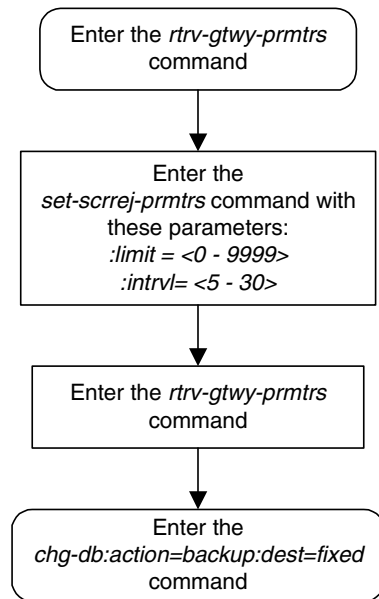 Enter the rtrv-gtwy-prmtrs
command
Enter the
set-scrrej-prmtrs command with
these parameters:
:limit = <0 - 9999>
:intrvl= <5 - 30>
Enter the rtrv-gtwy-prmtrs
command
Enter the
chg-db:action=backup:dest=fixed
command